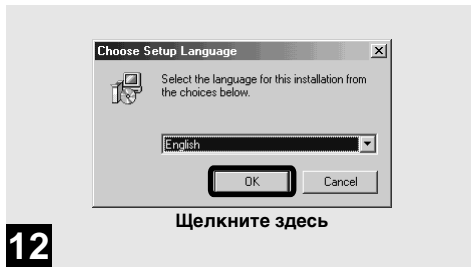 Choose Setup Language
Select the language for this installation from
the choices below.
English
OK
Cancel
Щелкните здесь
12